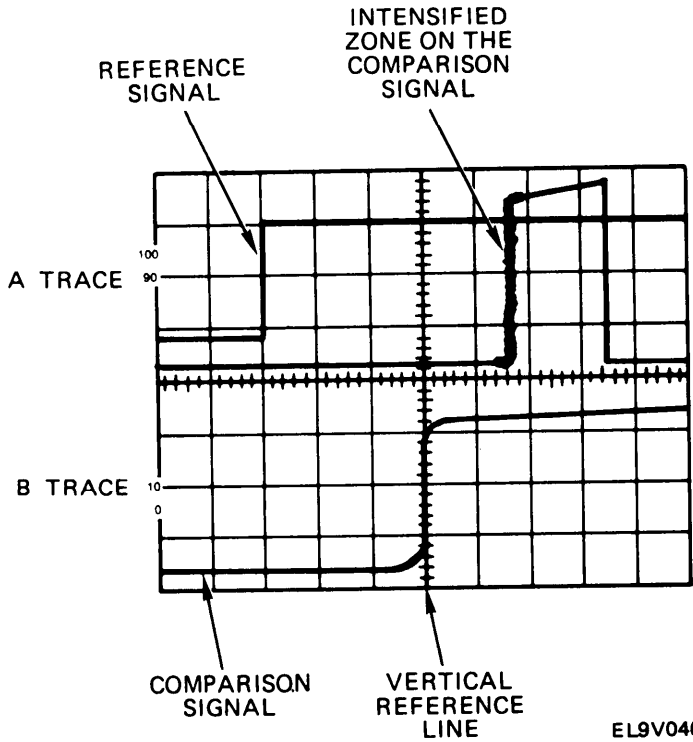 INTENSIFIED
ZONE ON THE
COMPARISON
SIGNAL
REFERENCE
SIGNAL
100
90
A TRACE
B TRACE
10
0
COMPARISON
SIGNAL
VERTICAL
REFERENCE
LINE